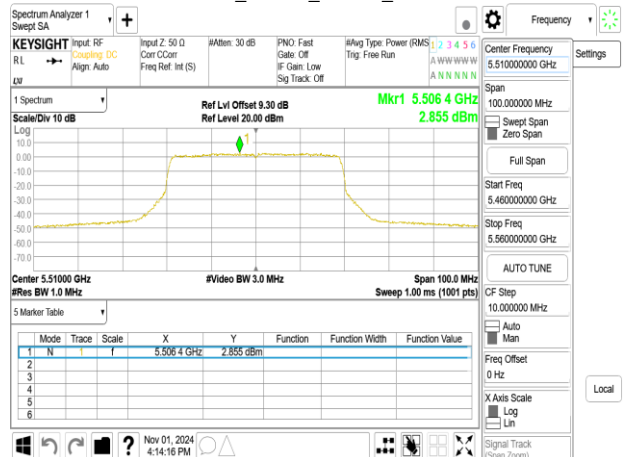 Spectrum Analyzer 1
Swept SA
+
Frequency
KEYSIGHT
RL
Input: RF
Coupling: DC
Align: Auto
Input Z: 50 Ω
Corr CCorr
Freq Ref: Int (S)
#Atten: 30 dB
PNO: Fast
Gate: Off
IF Gain: Low
Sig Track: Off
#Avg Type: Power (RMS
Trig: Free Run
1 2 3 4 5 6
A W W W W W
A N N N N N
1 Spectrum
Scale/Div 10 dB
Ref Lvl Offset 9.30 dB
Ref Level 20.00 dBm
Mkr1 5.506 4 GHz
2.855 dBm
Log
10.0
0.00
-10.0
-20.0
-30.0
-40.0
-50.0
-60.0
-70.0
1
Center 5.51000 GHz
#Video BW 3.0 MHz
Span 100.0 MHz
#Res BW 1.0 MHz
Sweep 1.00 ms (1001 pts)
5 Marker Table
Mode Trace Scale X Y Function Function Width Function Value
1 N 1 f 5.506 4 GHz 2.855 dBm
2
3
4
5
6
?
Nov 01, 2024
4:14:16 PM
Center Frequency
5.510000000 GHz
Settings
Span
100.000000 MHz
Swept Span
Zero Span
Full Span
Start Freq
5.460000000 GHz
Stop Freq
5.560000000 GHz
AUTO TUNE
CF Step
10.000000 MHz
Auto
Man
Freq Offset
0 Hz
X Axis Scale
Log
Lin
Local
Signal Track
(Span Zoom)